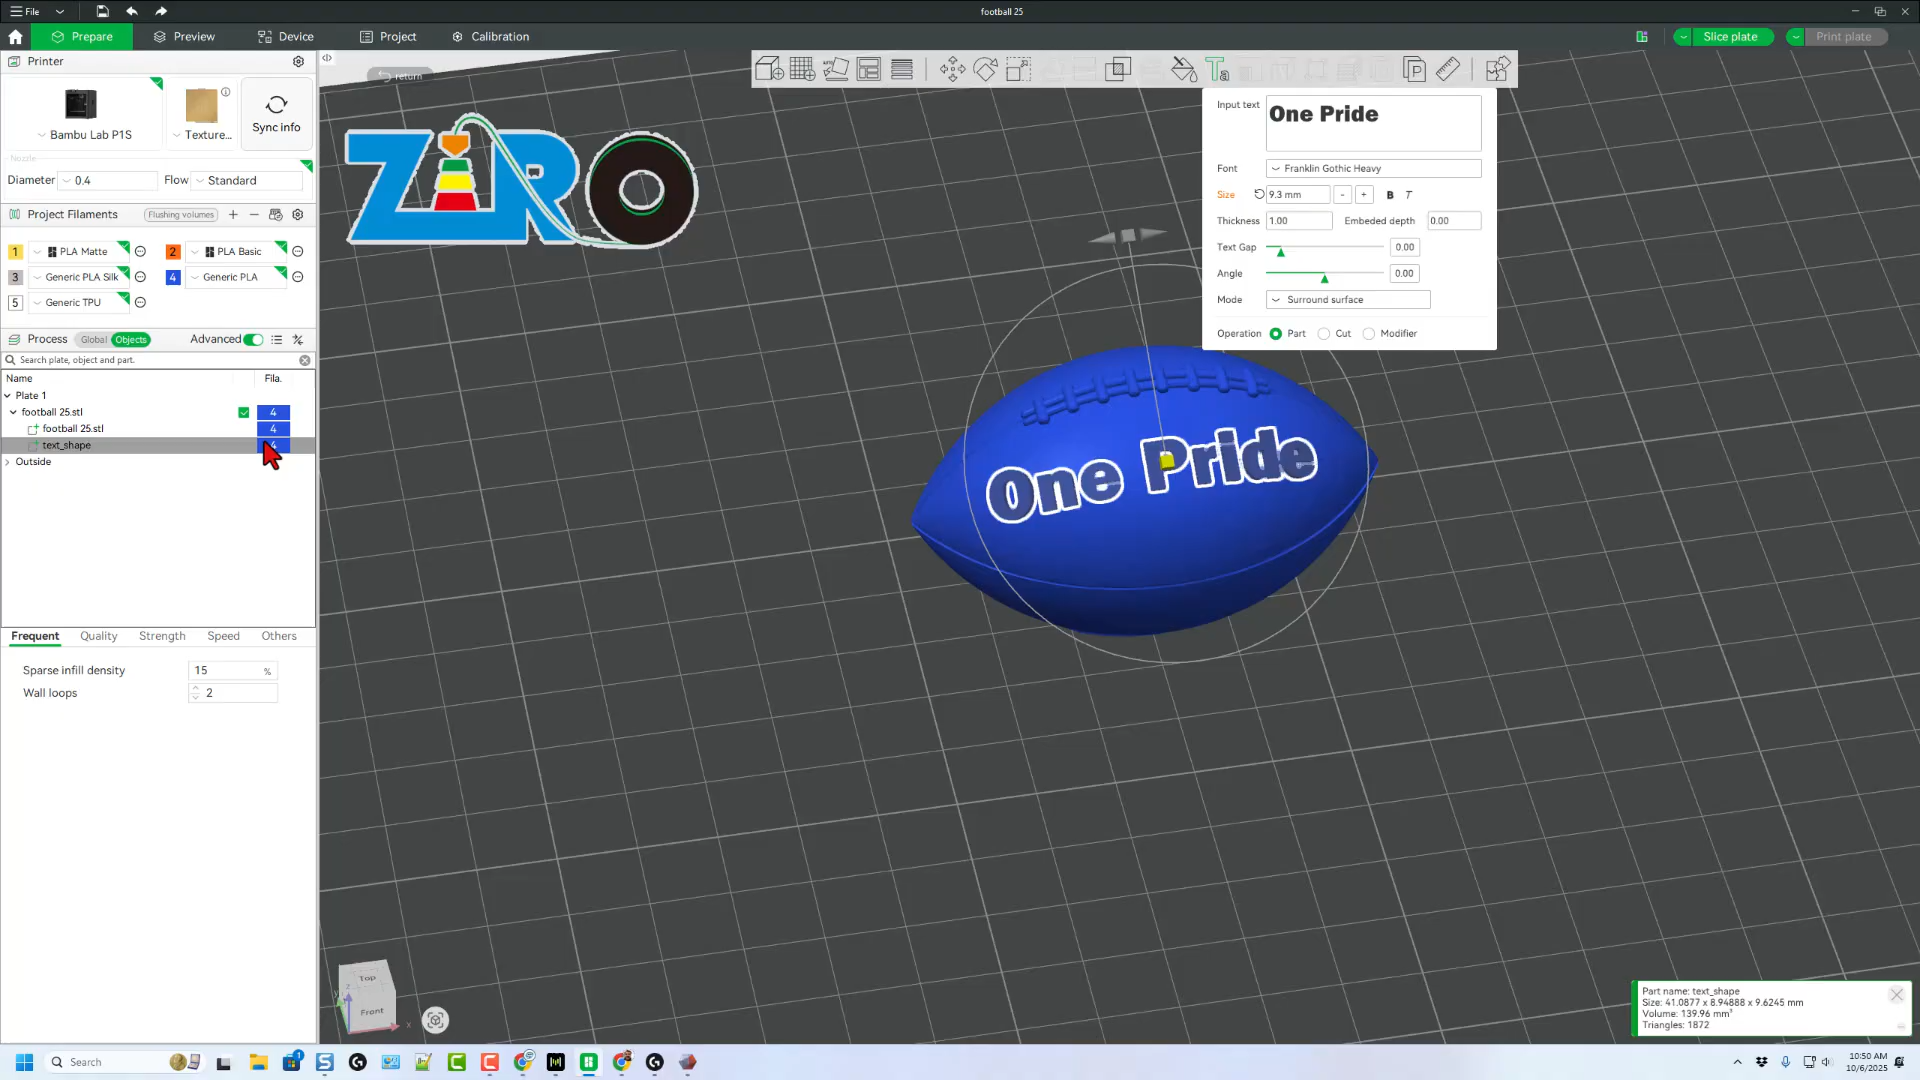 File
football 25
Prepare
Preview
Device
Project
Calibration
Slice plate
Print plate
Printer
Bambu Lab P1S
Texture...
Sync info
Nozzle
Diameter
0.4
Flow
Standard
Project Filaments
Flushing volumes
1
PLA Matte
2
PLA Basic
3
Generic PLA Silk
4
Generic PLA
5
Generic TPU
Process
Global
Objects
Advanced
Search plate, object and part.
Name
Fila.
Plate 1
football 25.stl
4
football 25.stl
4
text_shape
4
Outside
Frequent
Quality
Strength
Speed
Others
Sparse infill density
15
%
Wall loops
2
return
ZIRO
Input text
One Pride
Font
Franklin Gothic Heavy
Size
9.3 mm
-
+
B
T
Thickness
1.00
Embeded depth
0.00
Text Gap
0.00
Angle
0.00
Mode
Surround surface
Operation
Part
Cut
Modifier
One Pride
Top
Front
z
x
Part name: text_shape
Size: 41.0877 x 8.94888 x 9.6245 mm
Volume: 139.96 mm³
Triangles: 1872
Search
10:50 AM
10/6/2025